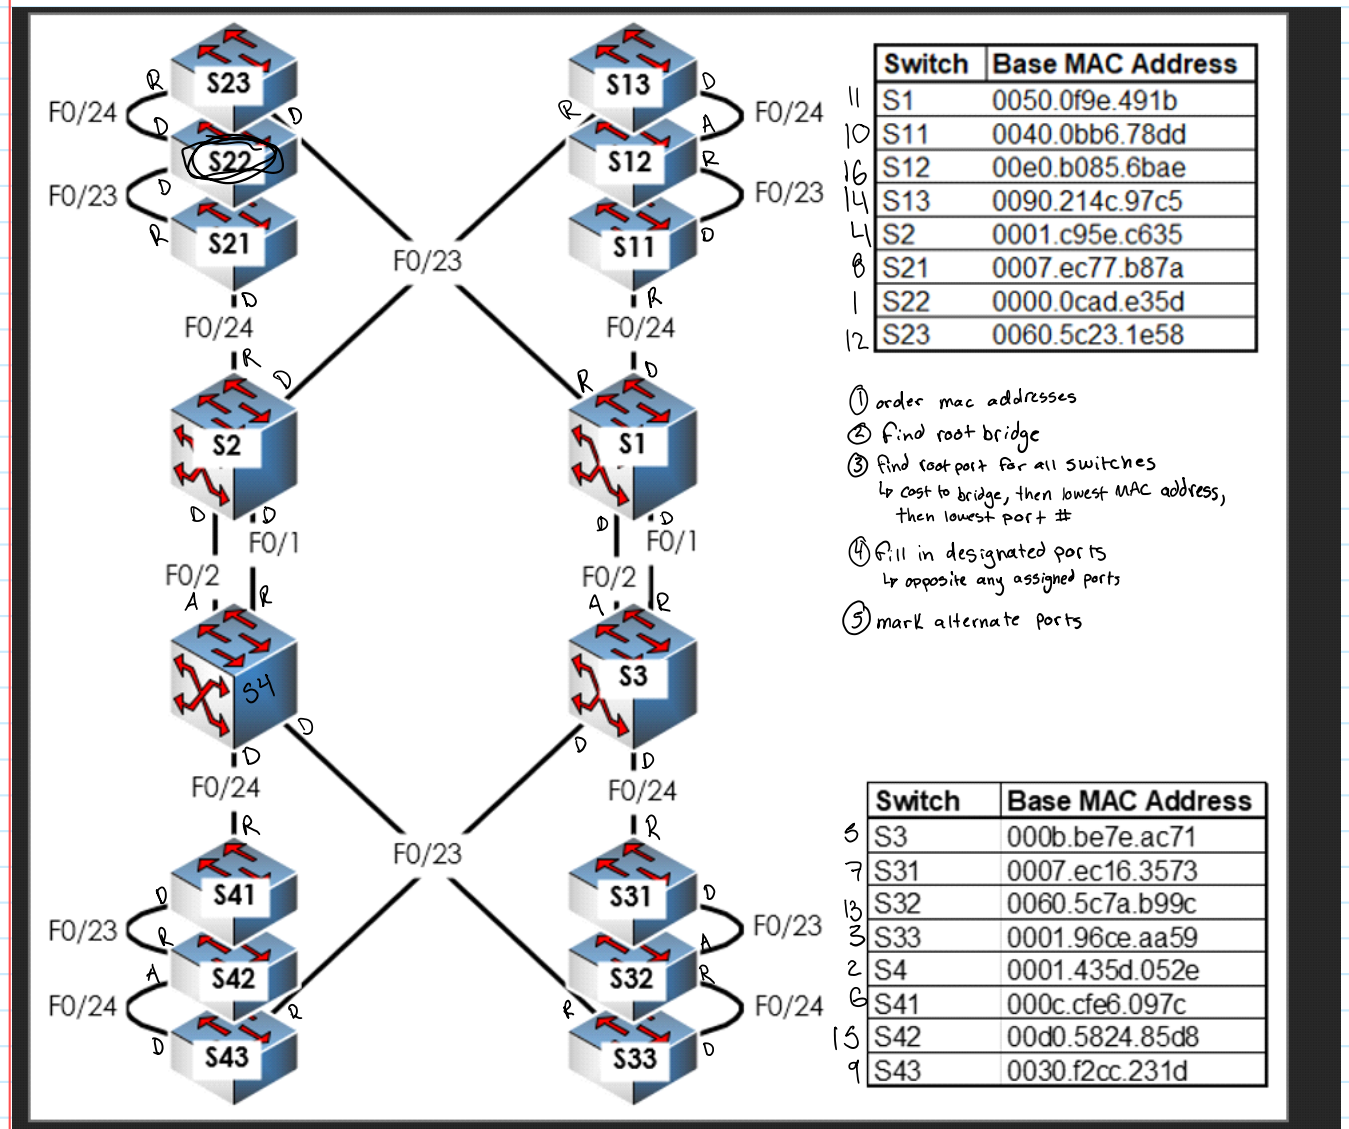 S23
S13
R
D
F0/24
R
D
F0/24
D
D
A
S22
S12
R
D
F0/23
F0/23
R
S21
S11
D
F0/23
D
R
F0/24
F0/24
R
D
R
D
S2
S1
D
D
D
D
F0/1
F0/1
F0/2
F0/2
A
R
A
R
S4
S3
D
D
D
D
F0/24
F0/24
R
R
F0/23
S41
S31
D
D
F0/23
F0/23
R
A
A
R
S42
S32
F0/24
F0/24
R
R
D
D
S43
S33
Switch Base MAC Address
11 S1 0050.0f9e.491b
10 S11 0040.0bb6.78dd
16 S12 00e0.b085.6bae
14 S13 0090.214c.97c5
4 S2 0001.c95e.c635
8 S21 0007.ec77.b87a
1 S22 0000.0cad.e35d
12 S23 0060.5c23.1e58
① order mac addresses
② find root bridge
③ find root port for all switches
↳ cost to bridge, then lowest MAC address,
then lowest port #
④ fill in designated ports
↳ opposite any assigned ports
⑤ mark alternate ports
Switch Base MAC Address
5 S3 000b.be7e.ac71
7 S31 0007.ec16.3573
13 S32 0060.5c7a.b99c
3 S33 0001.96ce.aa59
2 S4 0001.435d.052e
6 S41 000c.cfe6.097c
15 S42 00d0.5824.85d8
9 S43 0030.f2cc.231d